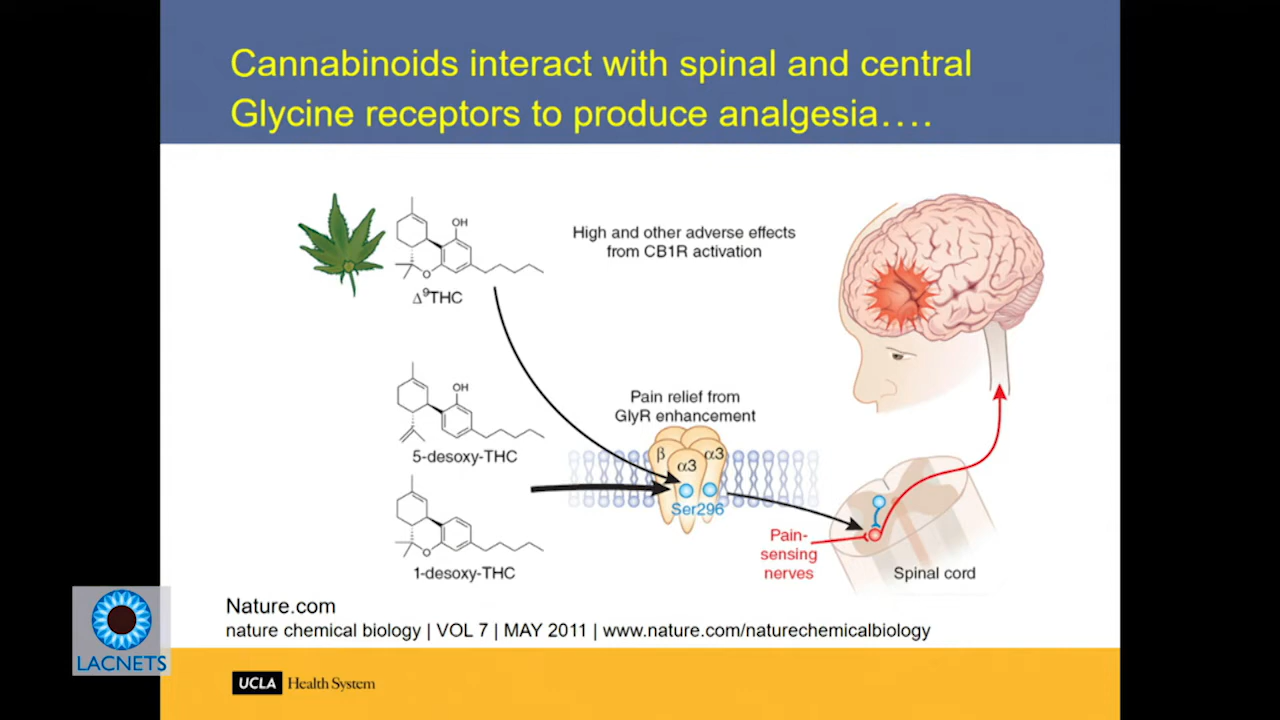 Cannabinoids interact with spinal and central
Glycine receptors to produce analgesia….
OH
O
Δ⁹THC
High and other adverse effects
from CB1R activation
OH
5-desoxy-THC
Pain relief from
GlyR enhancement
β
α3
α3
Ser296
O
1-desoxy-THC
Pain-
sensing
nerves
Spinal cord
Nature.com
nature chemical biology | VOL 7 | MAY 2011 | www.nature.com/naturechemicalbiology
LACNETS
UCLA Health System